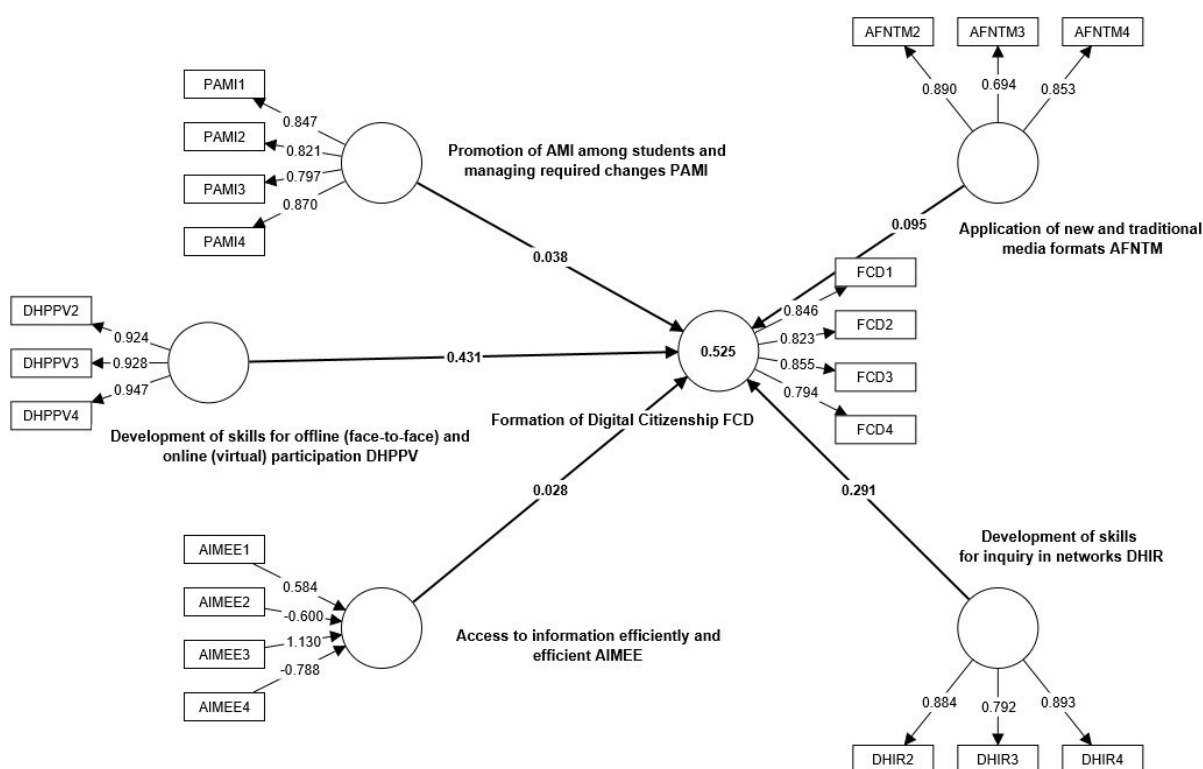 AFNTM2
AFNTM3
AFNTM4
0.890
0.694
0.853
PAMI1
PAMI2
PAMI3
PAMI4
0.847
0.821
0.797
0.870
Promotion of AMI among students and
managing required changes PAMI
0.038
0.095
Application of new and traditional
media formats AFNTM
DHPPV2
DHPPV3
DHPPV4
0.924
0.928
0.947
0.431
0.525
FCD1
FCD2
FCD3
FCD4
0.846
0.823
0.855
0.794
Formation of Digital Citizenship FCD
Development of skills for offline (face-to-face) and
online (virtual) participation DHPPV
0.028
0.291
AIMEE1
AIMEE2
AIMEE3
AIMEE4
0.584
-0.600
1.130
-0.788
Access to information efficiently and
efficient AIMEE
Development of skills
for inquiry in networks DHIR
0.884
0.792
0.893
DHIR2
DHIR3
DHIR4